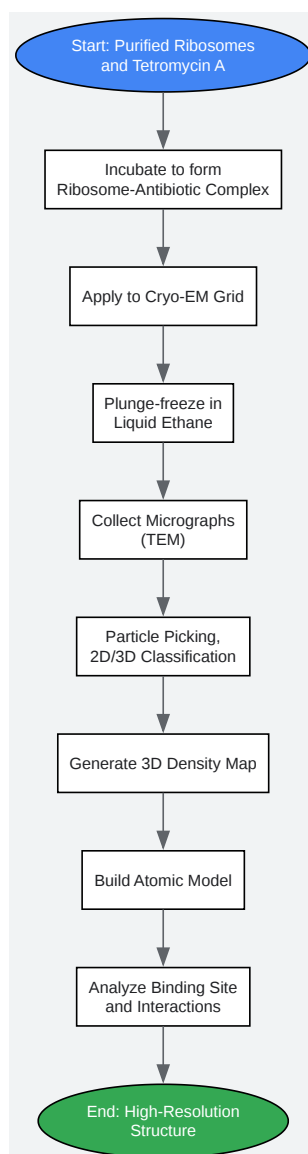 Start: Purified Ribosomes
and Tetromycin A
Incubate to form
Ribosome-Antibiotic Complex
Apply to Cryo-EM Grid
Plunge-freeze in
Liquid Ethane
Collect Micrographs
(TEM)
Particle Picking,
2D/3D Classification
Generate 3D Density Map
Build Atomic Model
Analyze Binding Site
and Interactions
End: High-Resolution
Structure